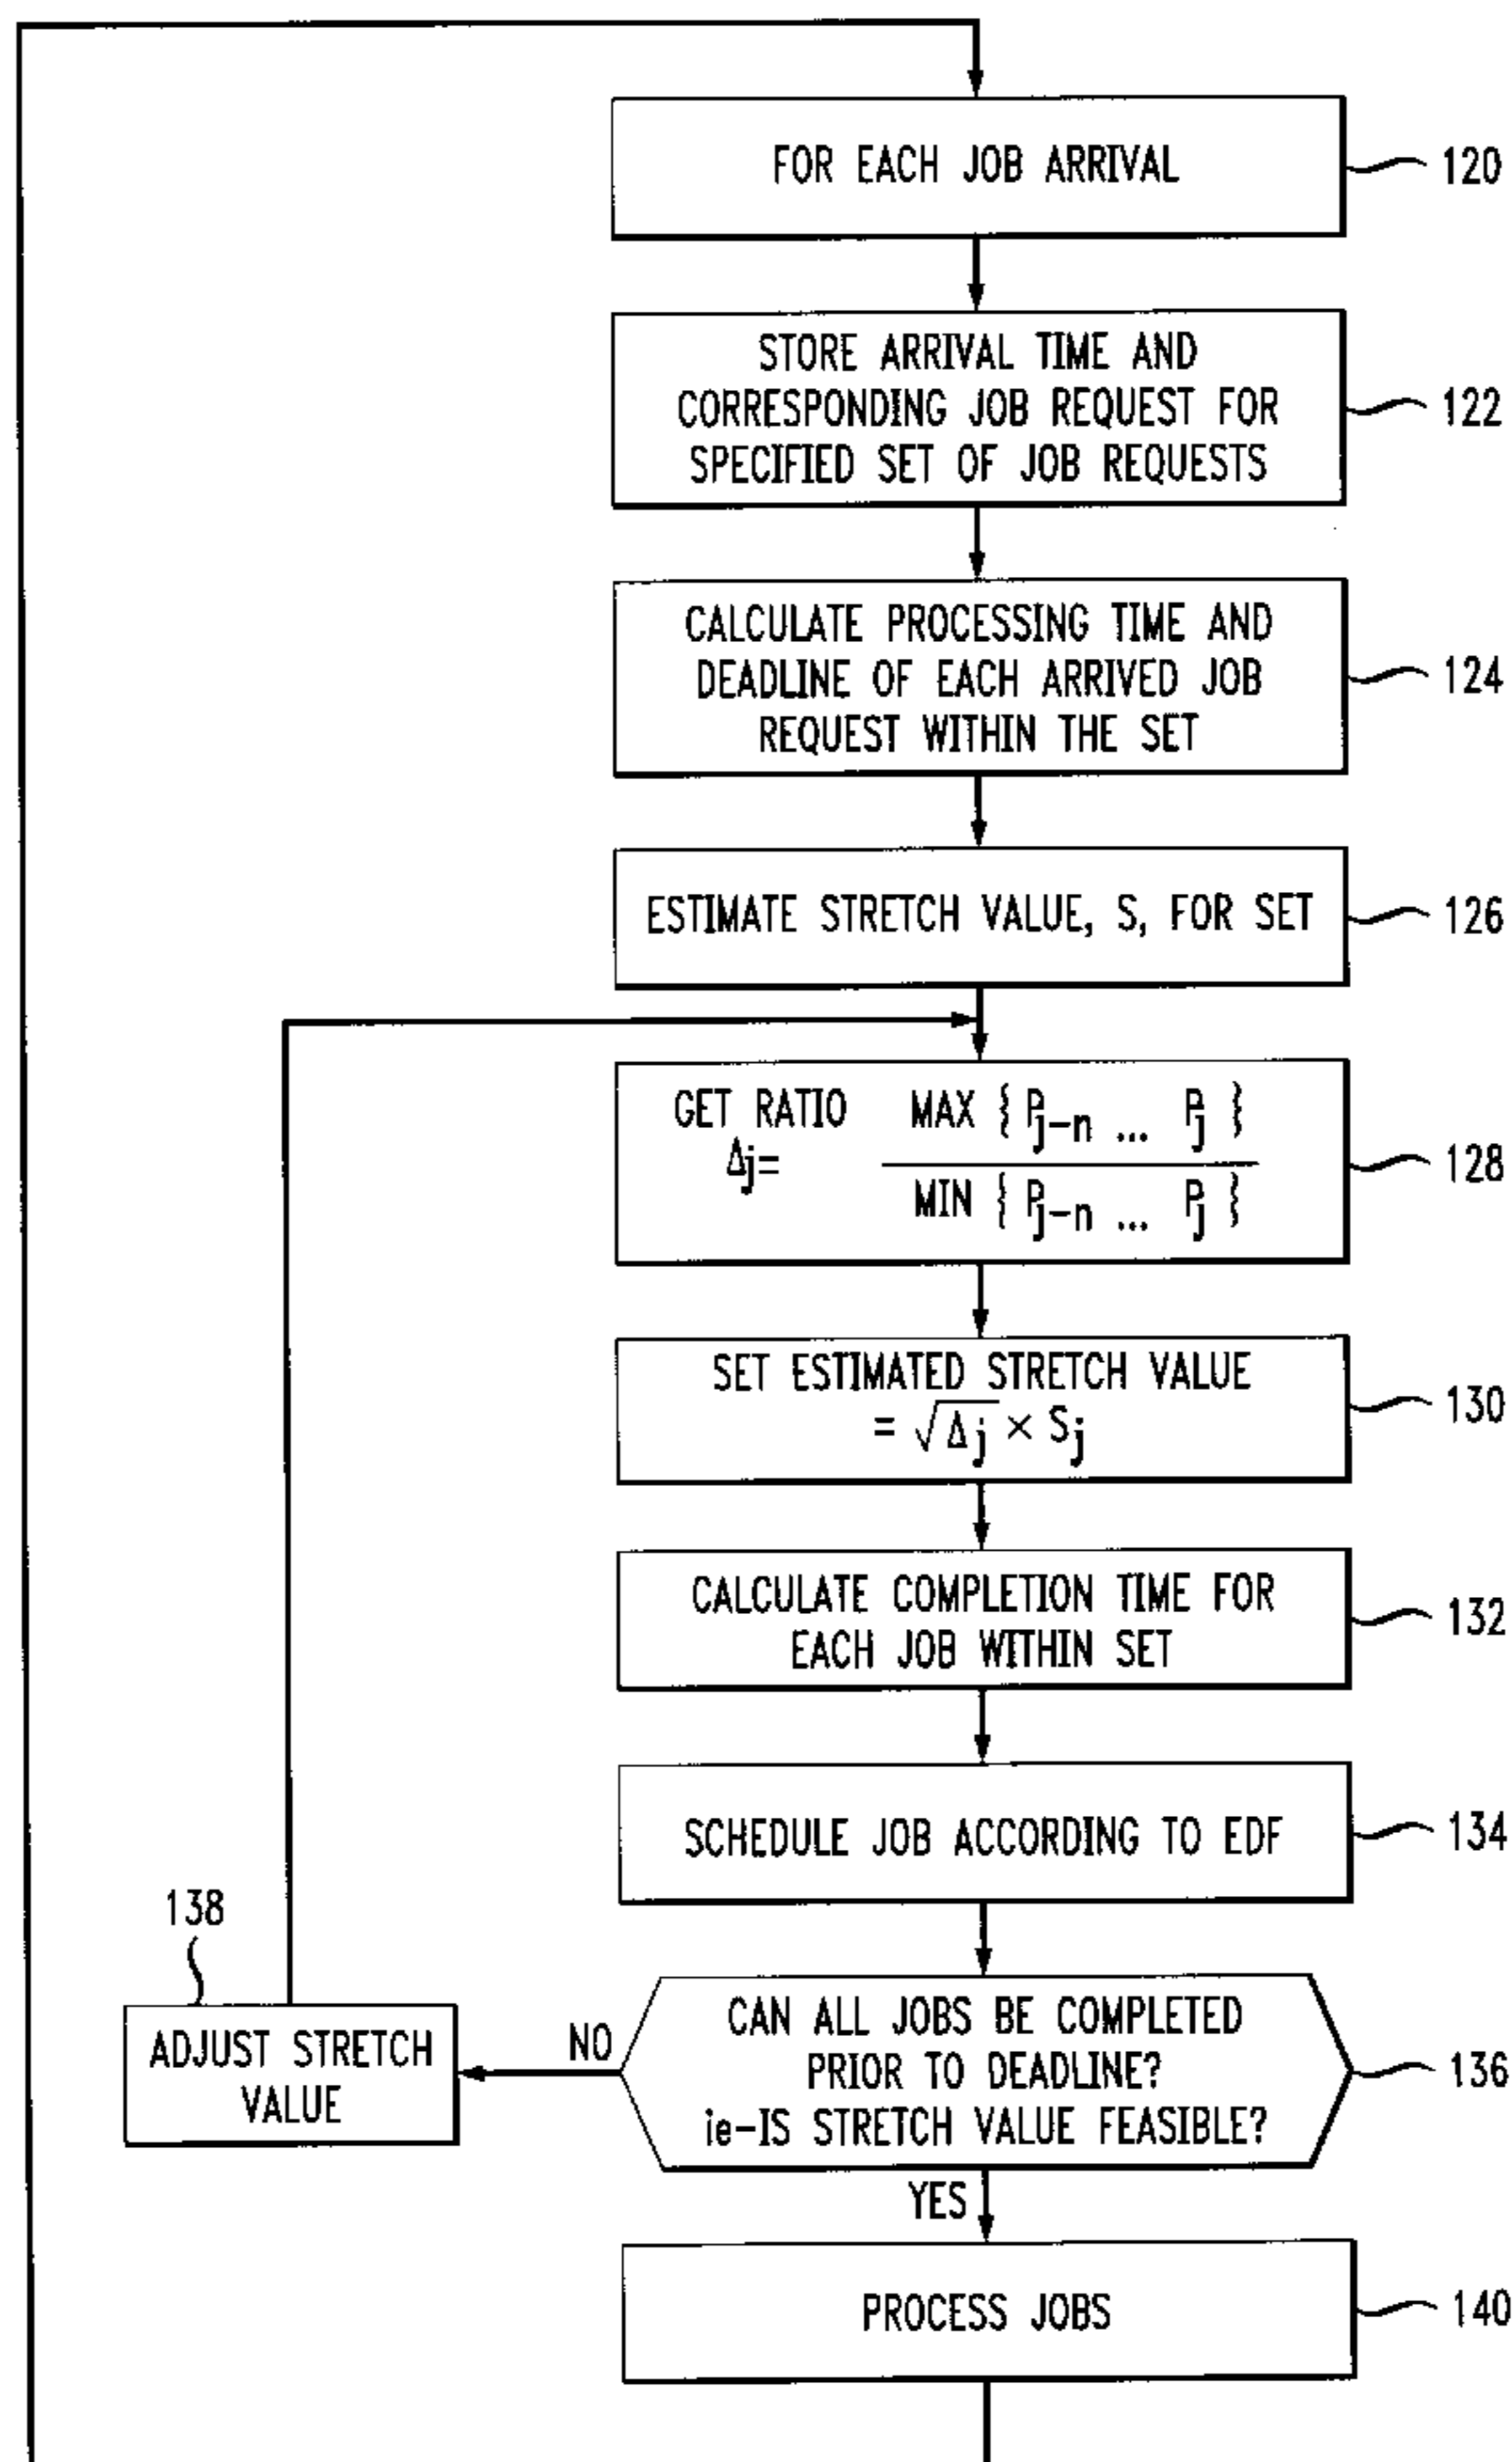 FOR EACH JOB ARRIVAL
120
STORE ARRIVAL TIME AND
CORRESPONDING JOB REQUEST FOR
SPECIFIED SET OF JOB REQUESTS
122
CALCULATE PROCESSING TIME AND
DEADLINE OF EACH ARRIVED JOB
REQUEST WITHIN THE SET
124
ESTIMATE STRETCH VALUE, S, FOR SET
126
GET RATIO MAX { Pj-n ... Pj }
Δj=
MIN { Pj-n ... Pj }
128
SET ESTIMATED STRETCH VALUE
= √Δj × Sj
130
CALCULATE COMPLETION TIME FOR
EACH JOB WITHIN SET
132
SCHEDULE JOB ACCORDING TO EDF
134
138
ADJUST STRETCH
VALUE
NO
CAN ALL JOBS BE COMPLETED
PRIOR TO DEADLINE?
ie-IS STRETCH VALUE FEASIBLE?
136
YES
PROCESS JOBS
140